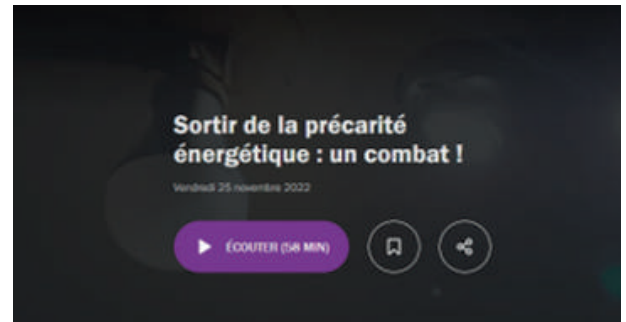 Sortir de la précarité
énergétique : un combat !
Vendredi 25 novembre 2022
ÉCOUTER (58 MIN)